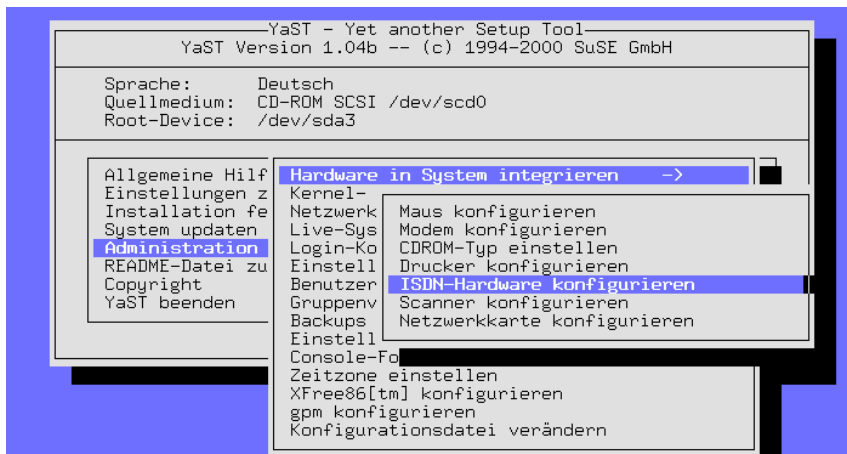 YaST - Yet another Setup Tool
YaST Version 1.04b -- (c) 1994-2000 SuSE GmbH
Sprache: Deutsch
Quellmedium: CD-ROM SCSI /dev/scd0
Root-Device: /dev/sda3
Allgemeine Hilf
Einstellungen z
Installation fe
System updaten
Administration
README-Datei zu
Copyright
YaST beenden
Hardware in System integrieren ->
Kernel-
Netzwerk
Live-Sys
Login-Ko
Einstell
Benutzer
Gruppenv
Backups
Einstell
Console-Fo
Zeitzone einstellen
XFree86[tm] konfigurieren
gpm konfigurieren
Konfigurationsdatei verändern
Maus konfigurieren
Modem konfigurieren
CDROM-Typ einstellen
Drucker konfigurieren
ISDN-Hardware konfigurieren
Scanner konfigurieren
Netzwerkkarte konfigurieren